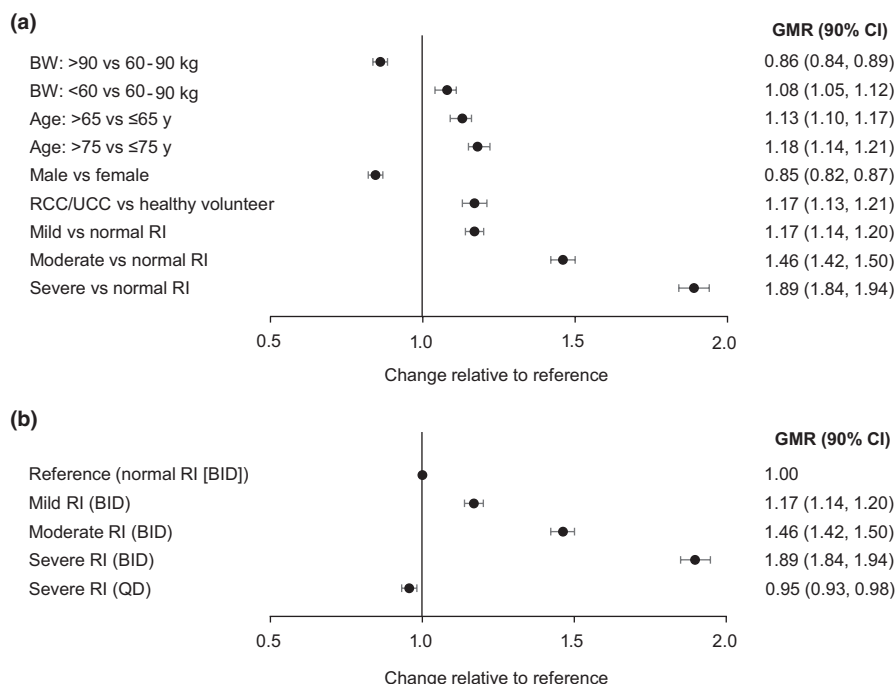 (a)
GMR (90% CI)
BW: >90 vs 60-90 kg 0.86 (0.84, 0.89)
BW: <60 vs 60-90 kg 1.08 (1.05, 1.12)
Age: >65 vs ≤65 y 1.13 (1.10, 1.17)
Age: >75 vs ≤75 y 1.18 (1.14, 1.21)
Male vs female 0.85 (0.82, 0.87)
RCC/UCC vs healthy volunteer 1.17 (1.13, 1.21)
Mild vs normal RI 1.17 (1.14, 1.20)
Moderate vs normal RI 1.46 (1.42, 1.50)
Severe vs normal RI 1.89 (1.84, 1.94)
0.5 1.0 1.5 2.0
Change relative to reference
(b)
GMR (90% CI)
Reference (normal RI [BID]) 1.00
Mild RI (BID) 1.17 (1.14, 1.20)
Moderate RI (BID) 1.46 (1.42, 1.50)
Severe RI (BID) 1.89 (1.84, 1.94)
Severe RI (QD) 0.95 (0.93, 0.98)
0.5 1.0 1.5 2.0
Change relative to reference